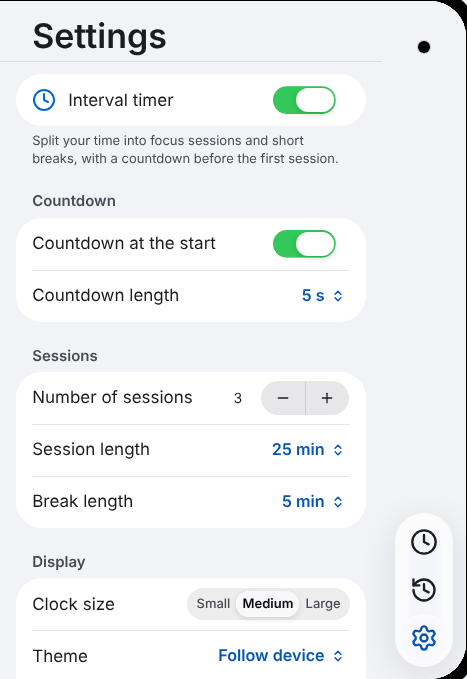 Settings
Interval timer
Split your time into focus sessions and short
breaks, with a countdown before the first session.
Countdown
Countdown at the start
Countdown length 5 s
Sessions
Number of sessions 3 − +
Session length 25 min
Break length 5 min
Display
Clock size Small Medium Large
Theme Follow device